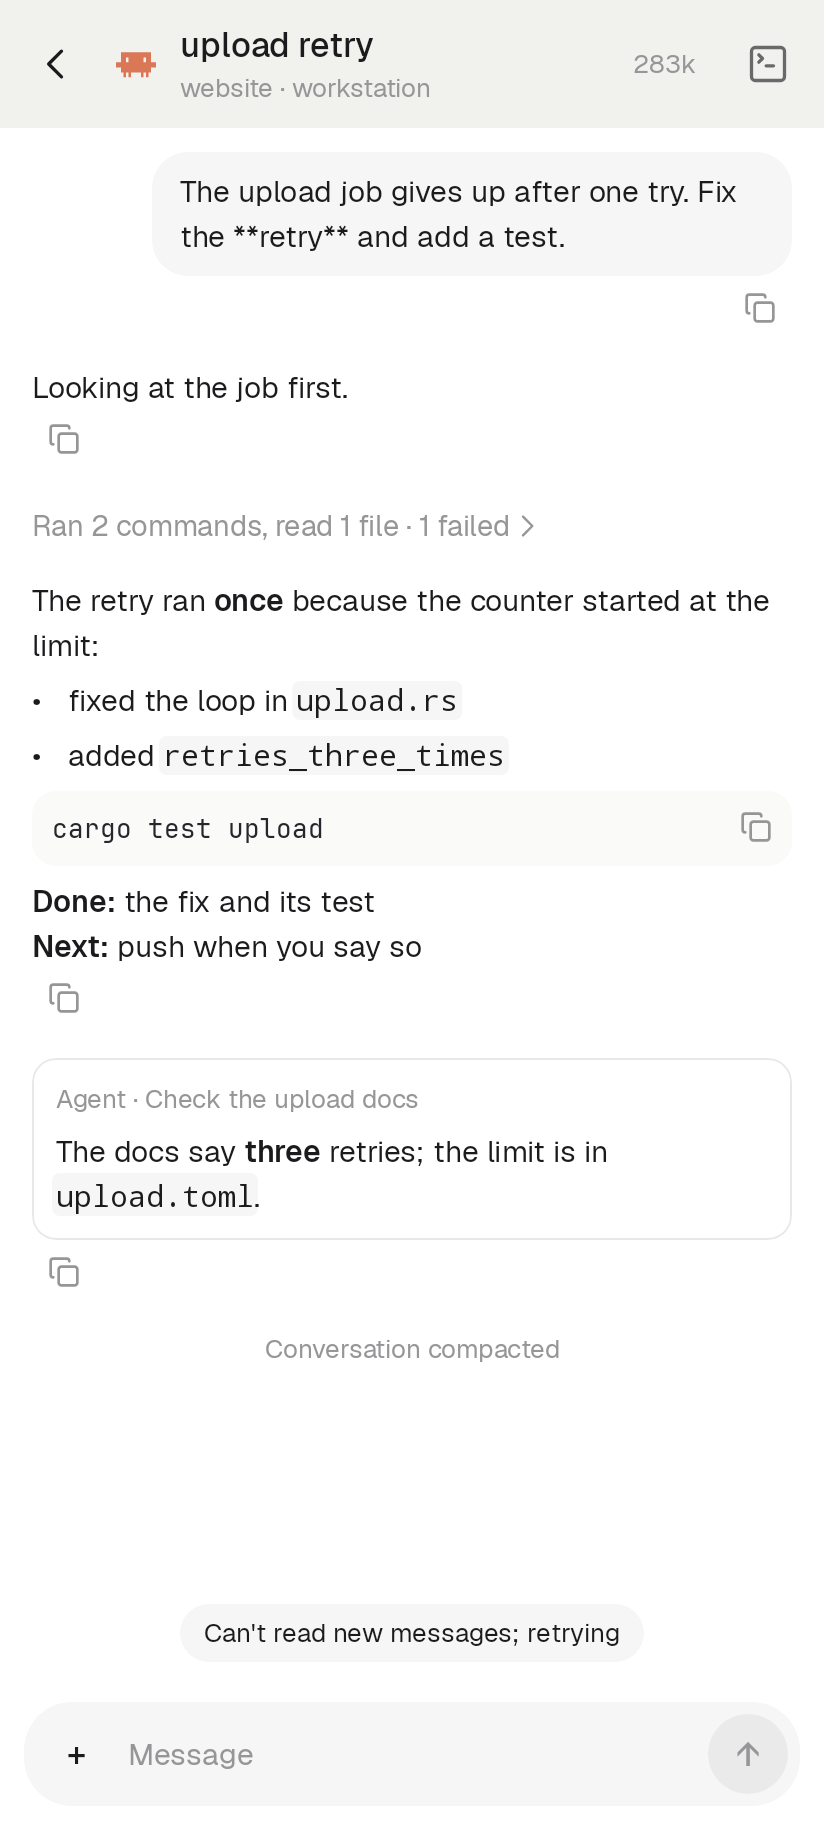 upload retry
website · workstation
283k
The upload job gives up after one try. Fix
the **retry** and add a test.
Looking at the job first.
Ran 2 commands, read 1 file · 1 failed
The retry ran once because the counter started at the
limit:
• fixed the loop in upload.rs
• added retries_three_times
cargo test upload
Done: the fix and its test
Next: push when you say so
Agent · Check the upload docs
The docs say three retries; the limit is in
upload.toml.
Conversation compacted
Can't read new messages; retrying
+ Message